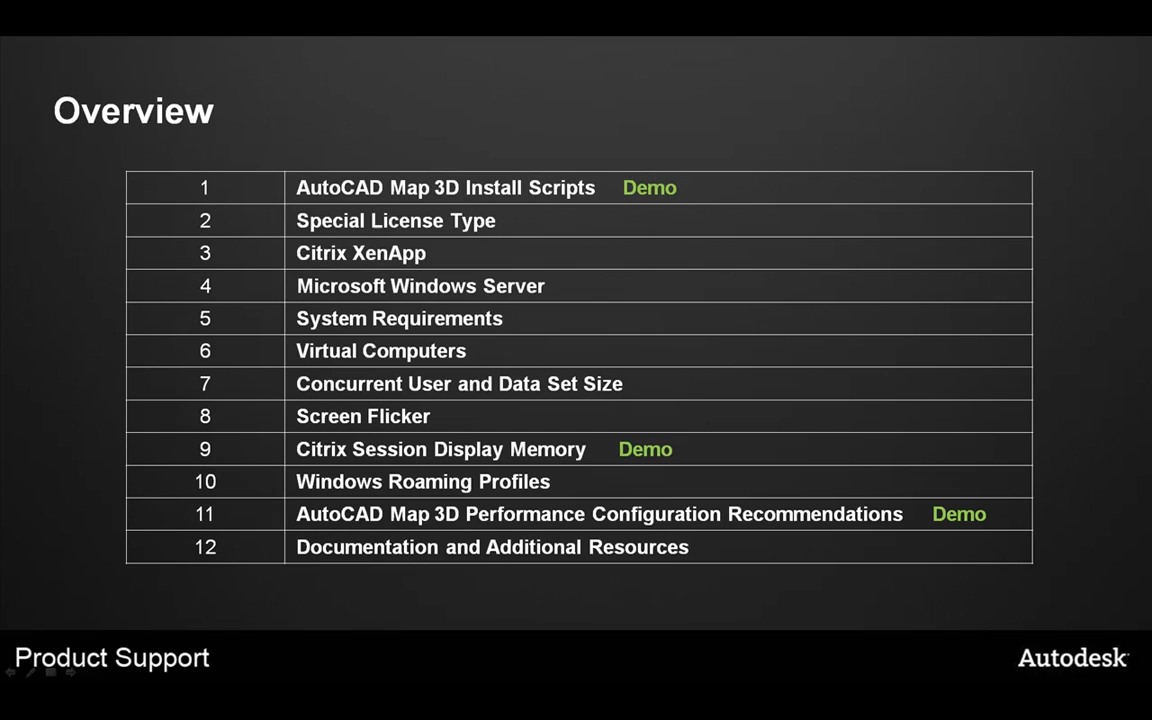 Overview
1 AutoCAD Map 3D Install Scripts Demo
2 Special License Type
3 Citrix XenApp
4 Microsoft Windows Server
5 System Requirements
6 Virtual Computers
7 Concurrent User and Data Set Size
8 Screen Flicker
9 Citrix Session Display Memory Demo
10 Windows Roaming Profiles
11 AutoCAD Map 3D Performance Configuration Recommendations Demo
12 Documentation and Additional Resources
Product Support
Autodesk